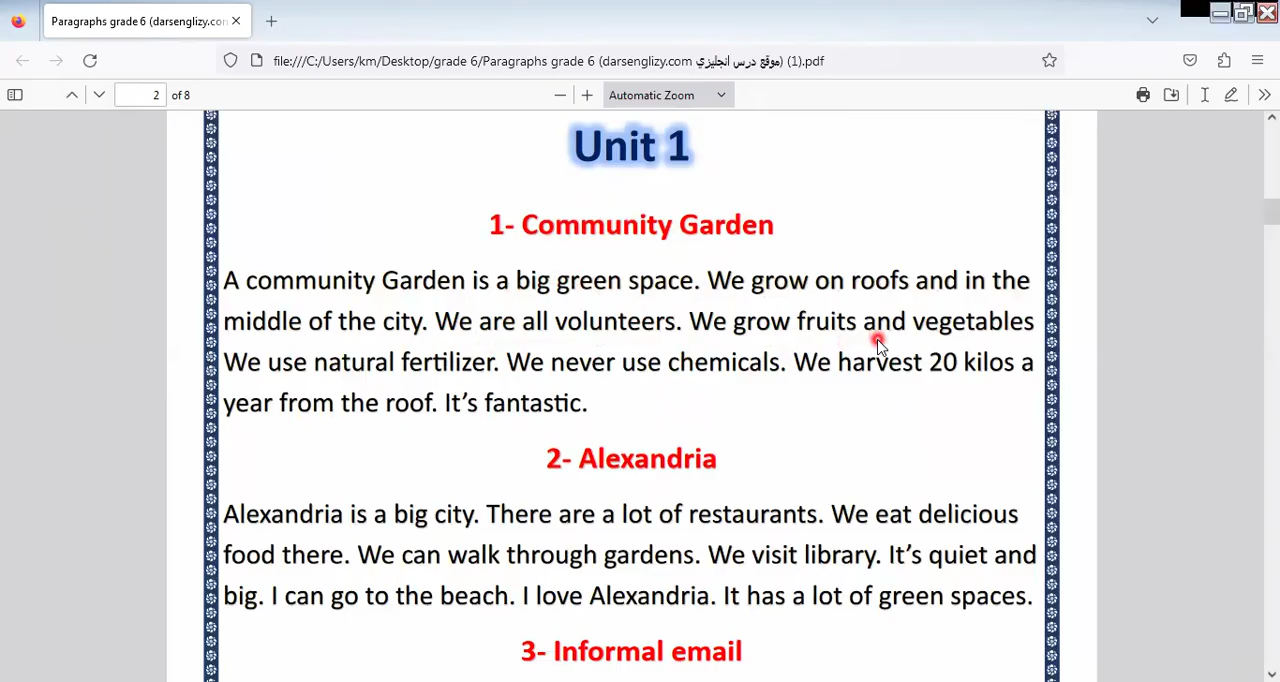 Paragraphs grade 6 (darsenglizy.con
file:///C:/Users/km/Desktop/grade 6/Paragraphs grade 6 (darsenglizy.com موقع درس انجليزي) (1).pdf
2 of 8
Automatic Zoom
Unit 1
1- Community Garden
A community Garden is a big green space. We grow on roofs and in the
middle of the city. We are all volunteers. We grow fruits and vegetables
We use natural fertilizer. We never use chemicals. We harvest 20 kilos a
year from the roof. It's fantastic.
2- Alexandria
Alexandria is a big city. There are a lot of restaurants. We eat delicious
food there. We can walk through gardens. We visit library. It's quiet and
big. I can go to the beach. I love Alexandria. It has a lot of green spaces.
3- Informal email